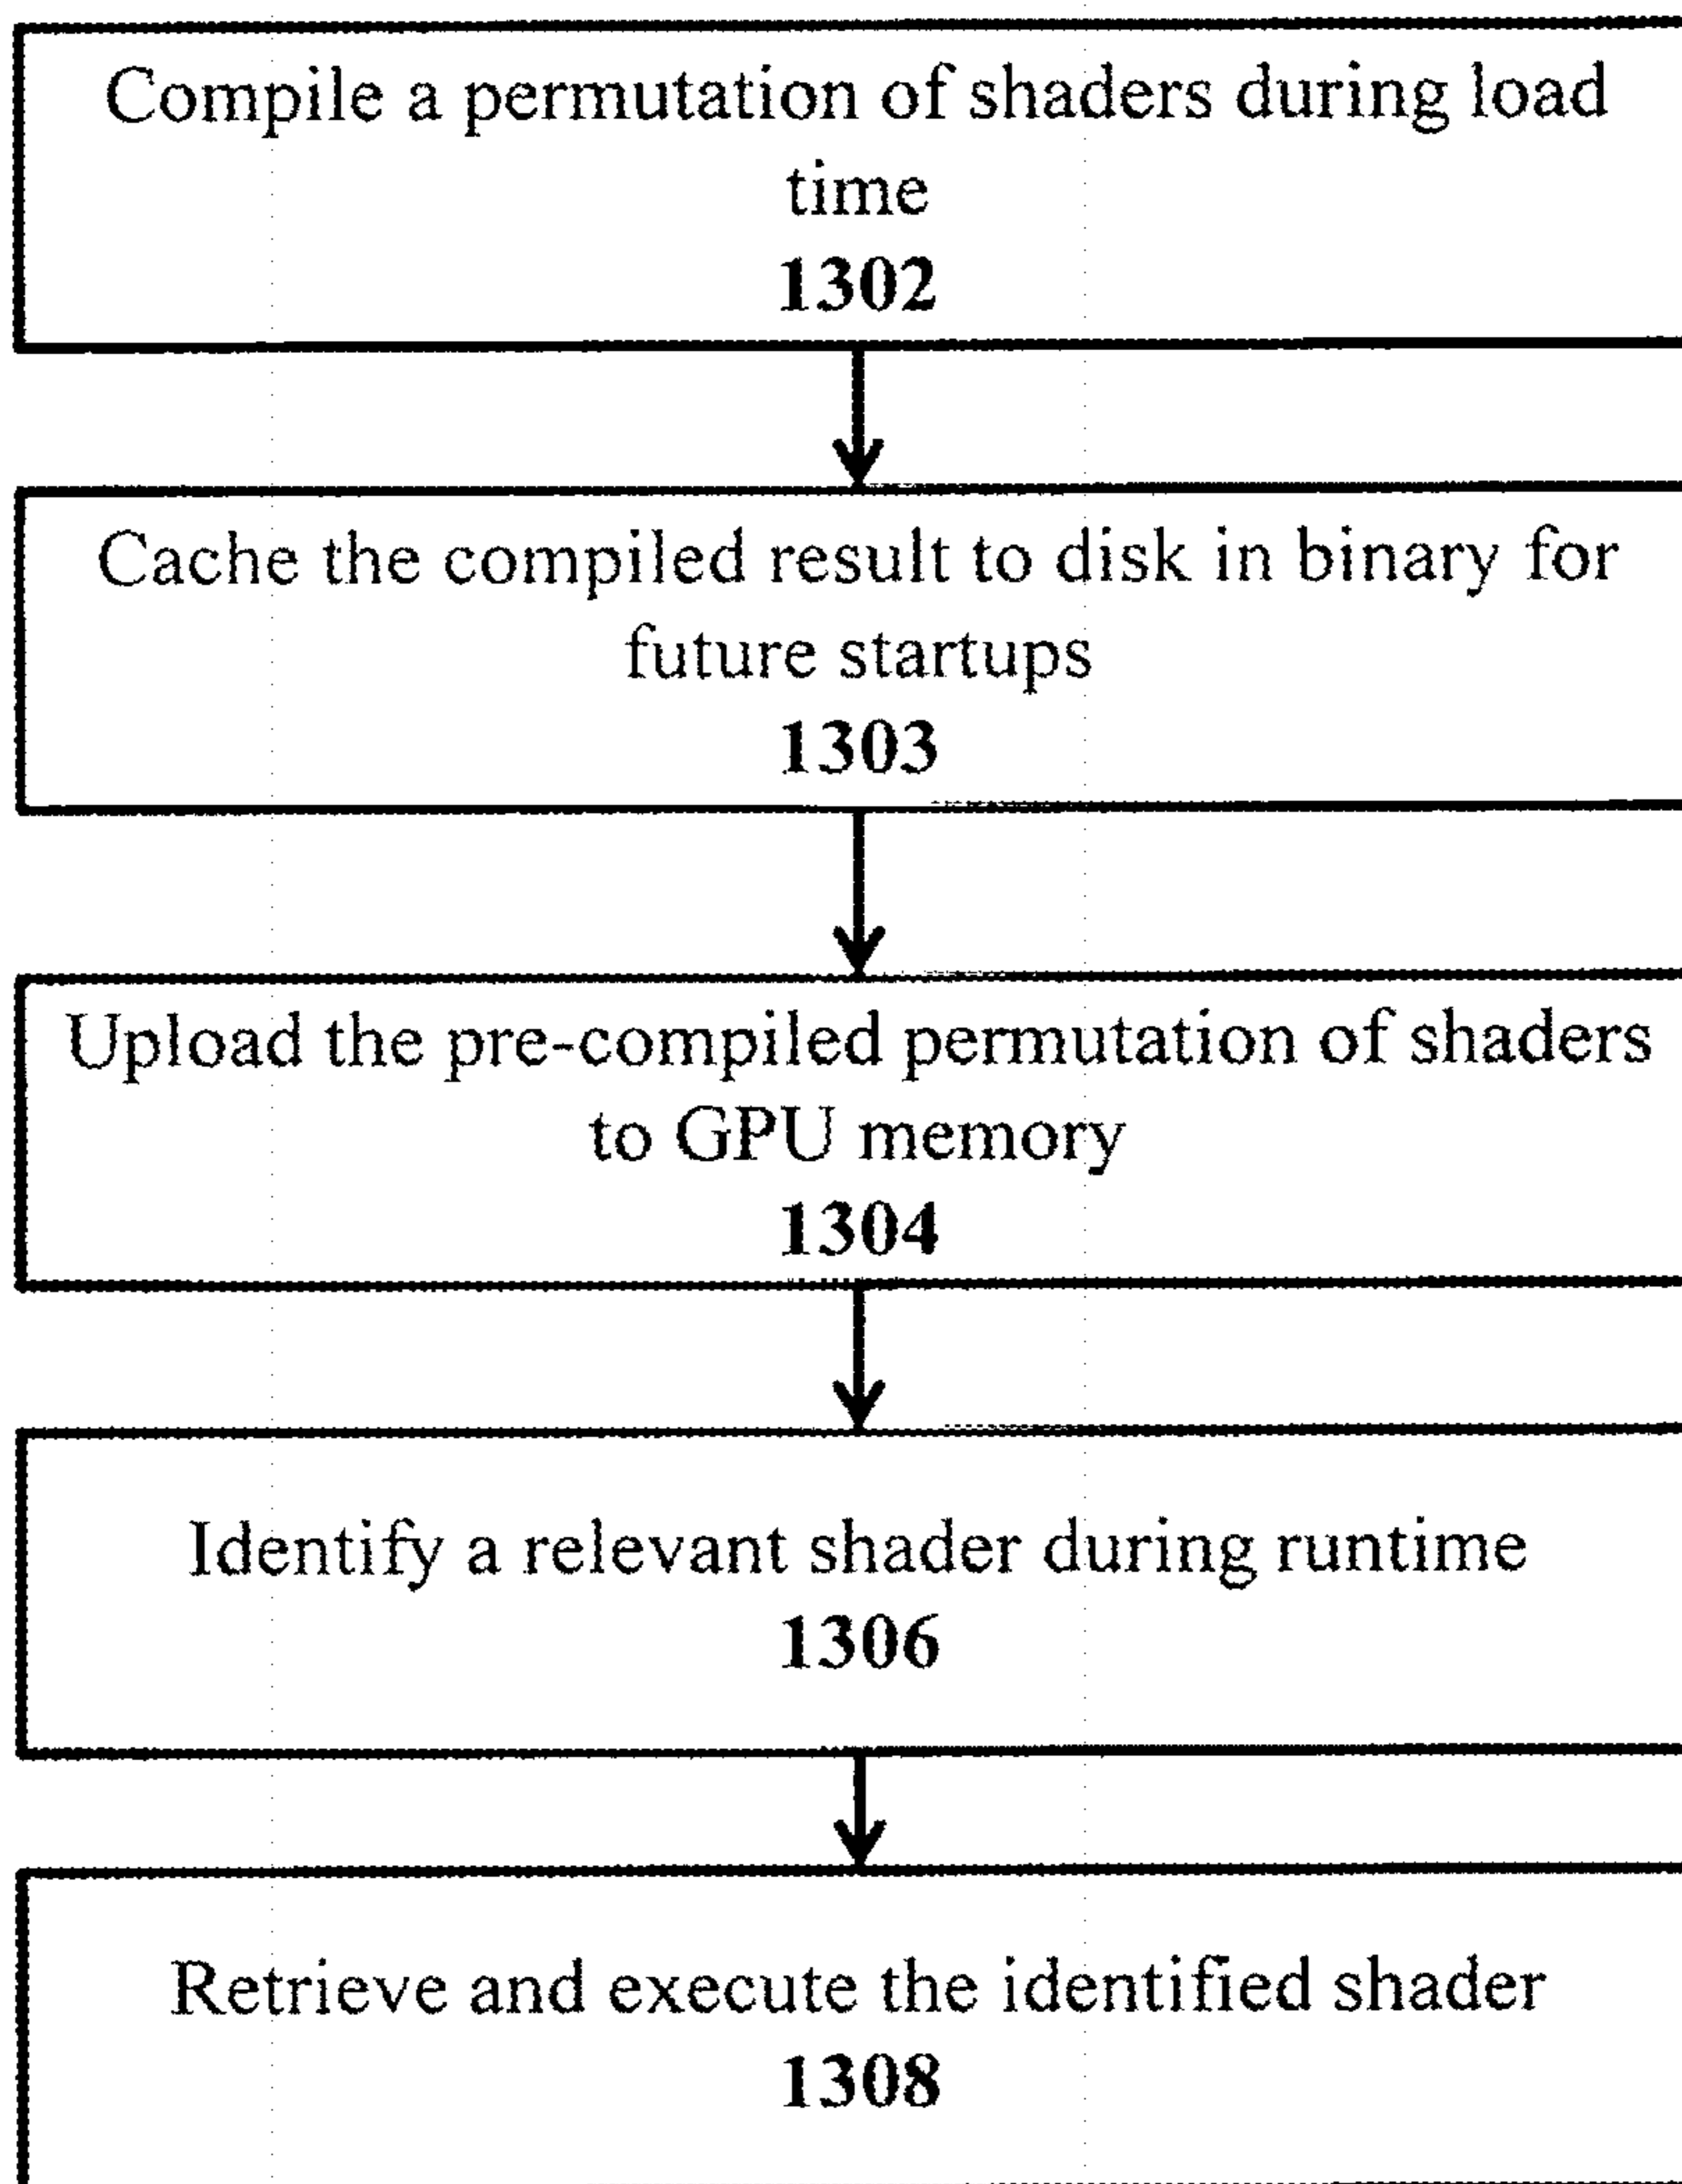 Compile a permutation of shaders during load
time
1302
Cache the compiled result to disk in binary for
future startups
1303
Upload the pre-compiled permutation of shaders
to GPU memory
1304
Identify a relevant shader during runtime
1306
Retrieve and execute the identified shader
1308